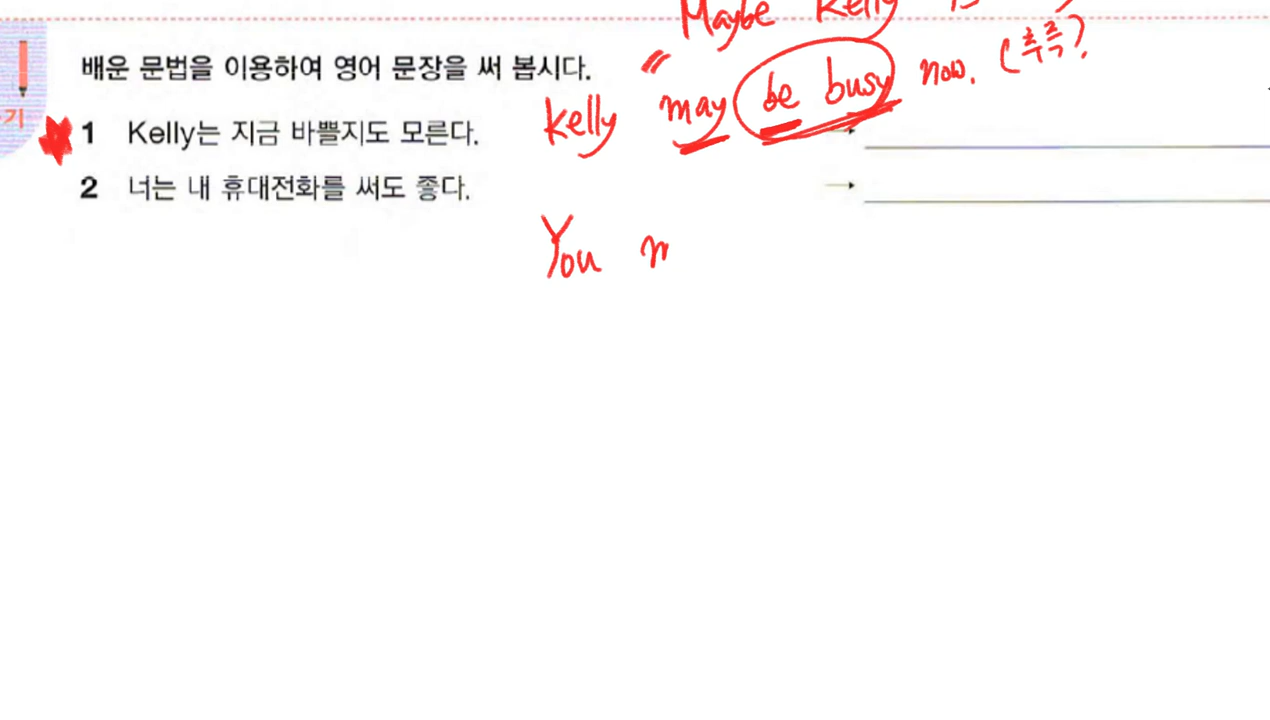 Maybe Kelly is
배운 문법을 이용하여 영어 문장을 써 봅시다.
Kelly may be busy now. (추측)
기
1 Kelly는 지금 바쁠지도 모른다. →
2 너는 내 휴대전화를 써도 좋다. →
You m